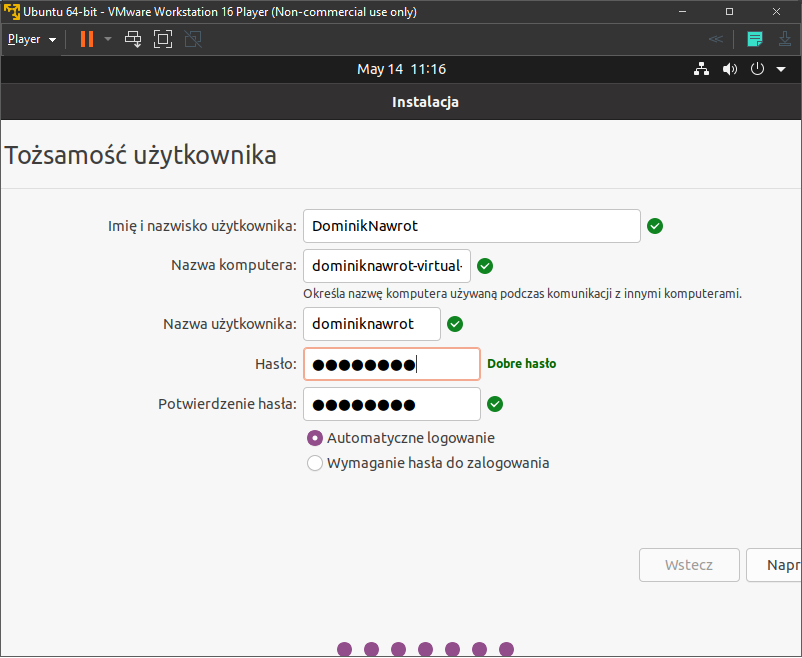 Ubuntu 64-bit - VMware Workstation 16 Player (Non-commercial use only)
Player
May 14 11:16
Instalacja
Tożsamość użytkownika
Imię i nazwisko użytkownika: DominikNawrot
Nazwa komputera: dominiknawrot-virtual-
Określa nazwę komputera używaną podczas komunikacji z innymi komputerami.
Nazwa użytkownika: dominiknawrot
Hasło: ●●●●●●●● Dobre hasło
Potwierdzenie hasła: ●●●●●●●●
Automatyczne logowanie
Wymaganie hasła do zalogowania
Wstecz Napr